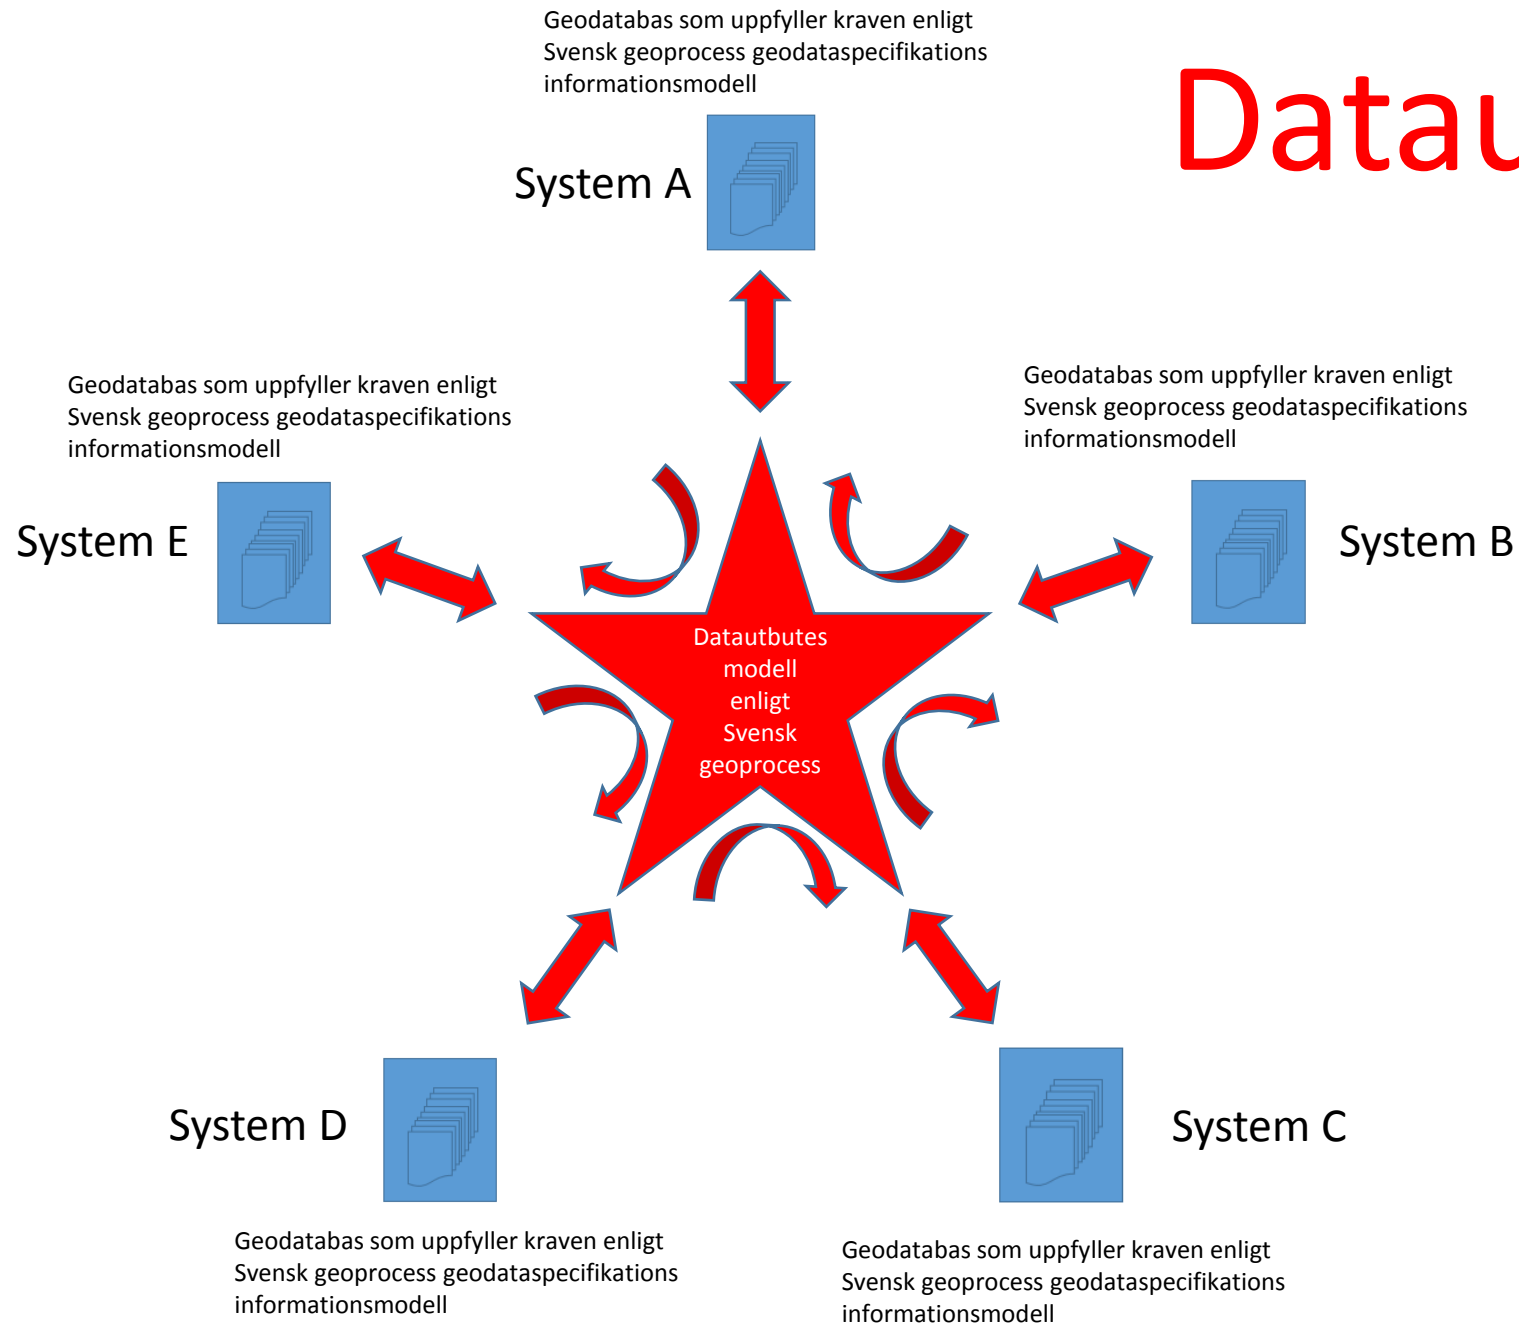 Geodatabas som uppfyller kraven enligt
Svensk geoprocess geodataspecifikations
informationsmodell
Datau
System A
Geodatabas som uppfyller kraven enligt
Svensk geoprocess geodataspecifikations
informationsmodell
Geodatabas som uppfyller kraven enligt
Svensk geoprocess geodataspecifikations
informationsmodell
System E
System B
Datautbutes
modell
enligt
Svensk
geoprocess
System D
System C
Geodatabas som uppfyller kraven enligt
Svensk geoprocess geodataspecifikations
informationsmodell
Geodatabas som uppfyller kraven enligt
Svensk geoprocess geodataspecifikations
informationsmodell